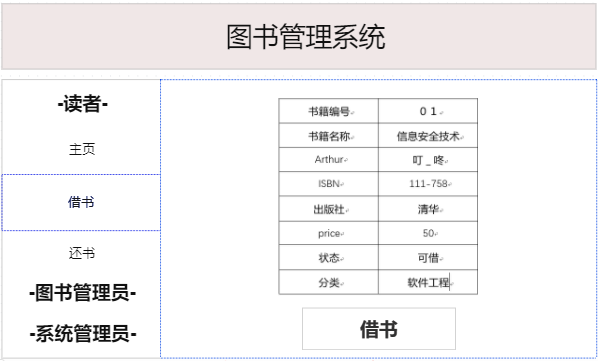 图书管理系统
-读者-
主页
借书
还书
-图书管理员-
-系统管理员-
书籍编号 ０１
书籍名称 信息安全技术
Arthur 叮_咚
ISBN 111-758
出版社 清华
price 50
状态 可借
分类 软件工程
借书